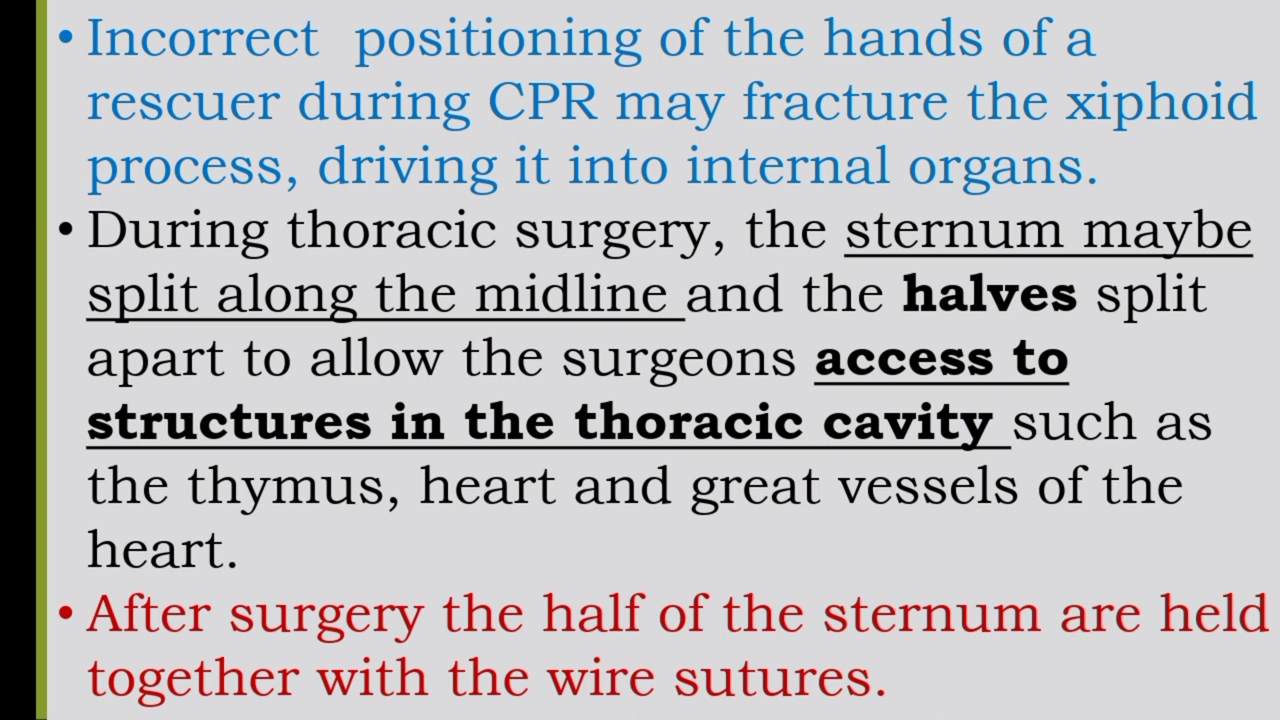 • Incorrect  positioning of the hands of a
rescuer during CPR may fracture the xiphoid
process, driving it into internal organs.
• During thoracic surgery, the sternum maybe
split along the midline and the halves split
apart to allow the surgeons access to
structures in the thoracic cavity such as
the thymus, heart and great vessels of the
heart.
• After surgery the half of the sternum are held
together with the wire sutures.